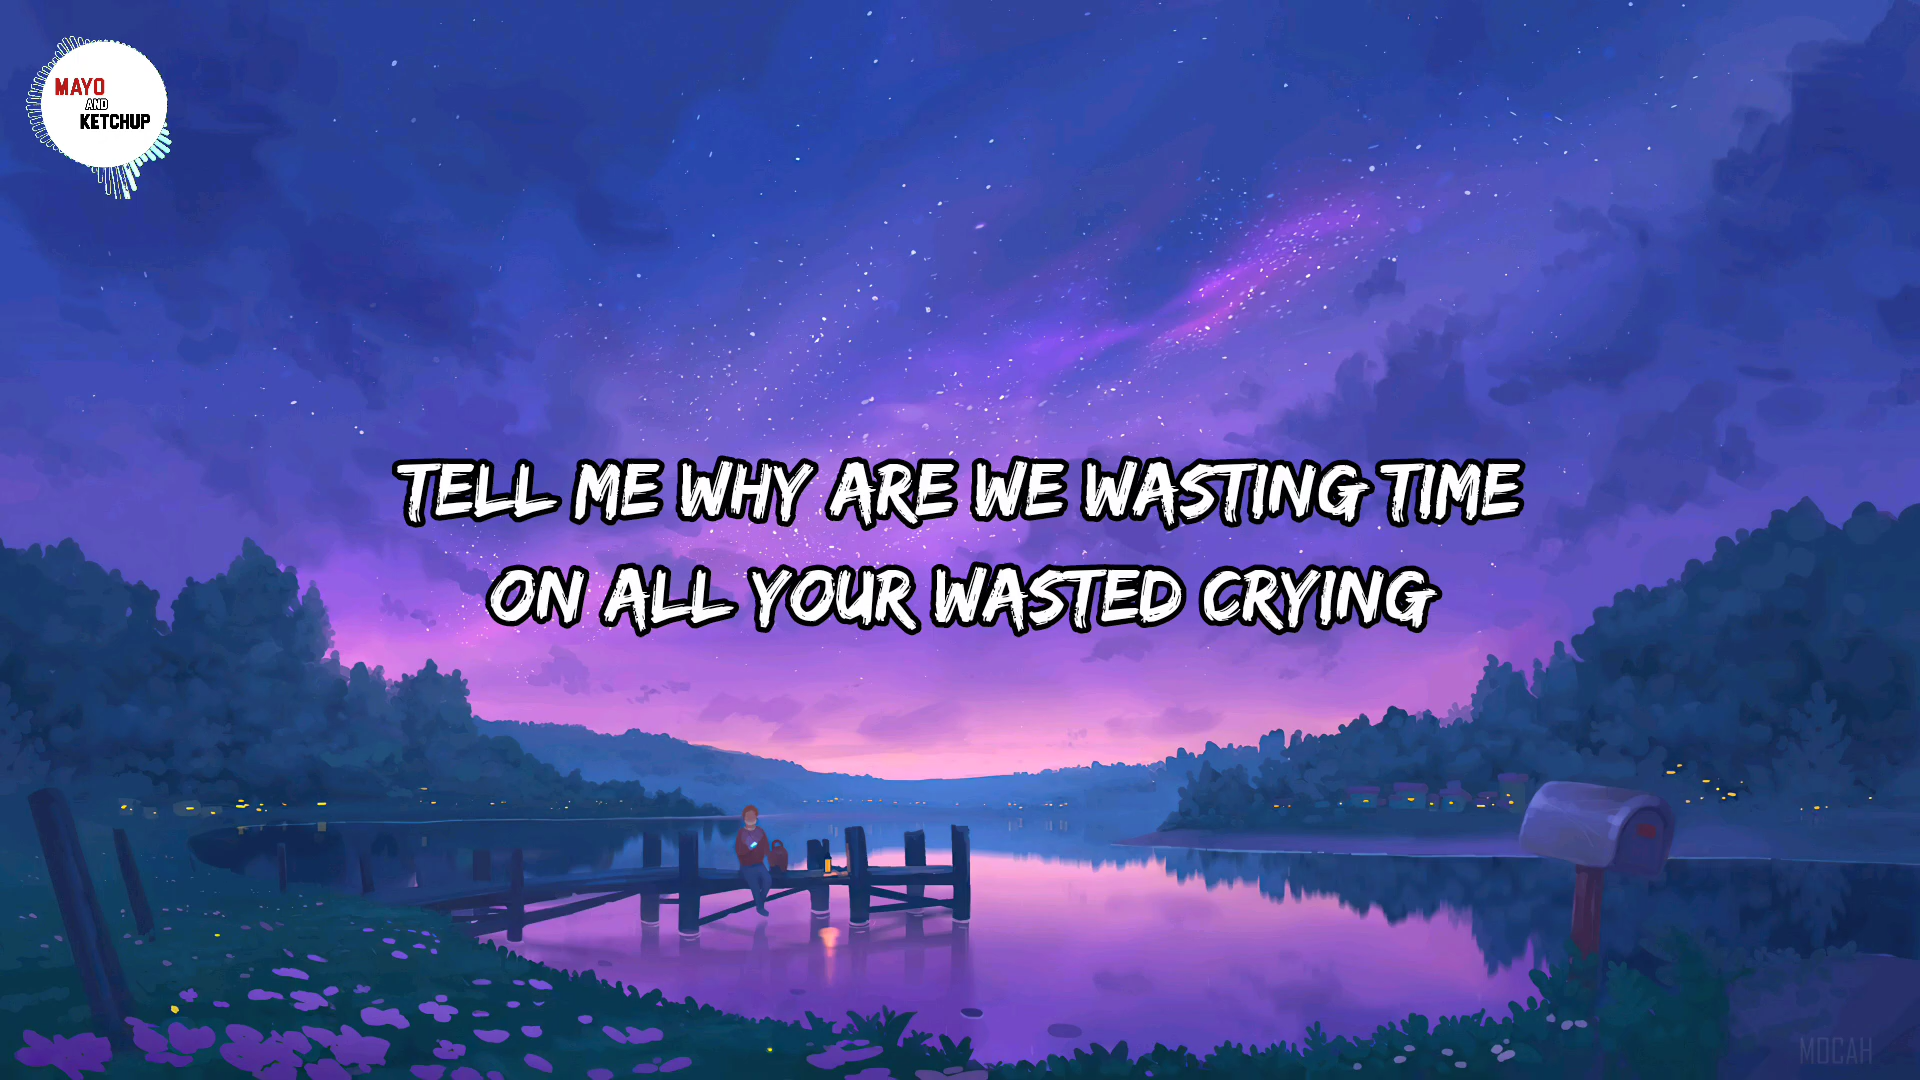 MAYO
AND
KETCHUP
TELL ME WHY ARE WE WASTING TIME
ON ALL YOUR WASTED CRYING
MOCAH